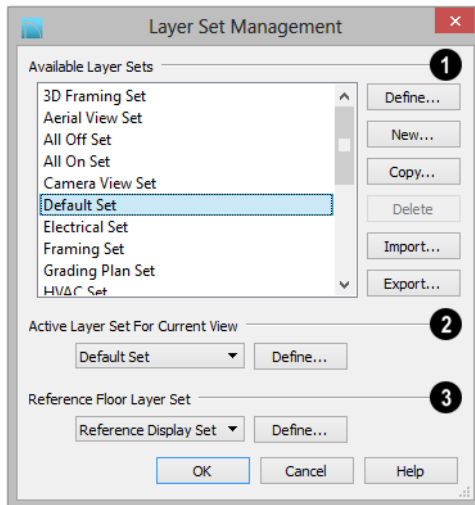 Layer Set Management
Available Layer Sets
1
3D Framing Set
Aerial View Set
All Off Set
All On Set
Camera View Set
Default Set
Electrical Set
Framing Set
Grading Plan Set
HVAC Set
Define...
New...
Copy...
Delete
Import...
Export...
Active Layer Set For Current View
2
Default Set
Define...
Reference Floor Layer Set
3
Reference Display Set
Define...
OK
Cancel
Help